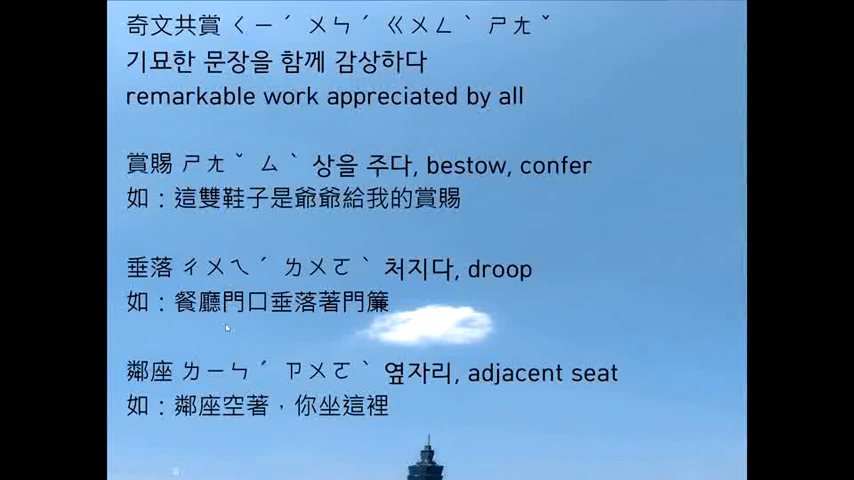 奇文共賞 ㄑㄧˊ ㄨㄣˊ ㄍㄨㄥˋ ㄕㄤˇ
기묘한 문장을 함께 감상하다
remarkable work appreciated by all
賞賜 ㄕㄤˇ ㄙˋ 상을 주다, bestow, confer
如：這雙鞋子是爺爺給我的賞賜
垂落 ㄔㄨㄟˊ ㄌㄨㄛˋ 처지다, droop
如：餐廳門口垂落著門簾
鄰座 ㄌㄧㄣˊ ㄗㄨㄛˋ 옆자리, adjacent seat
如：鄰座空著，你坐這裡